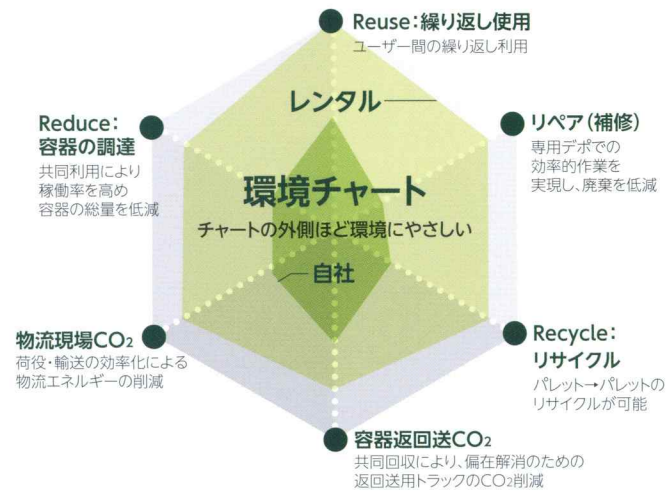 Reuse：繰り返し使用
ユーザー間の繰り返し利用
レンタル
Reduce：
容器の調達
共同利用により
稼働率を高め
容器の総量を低減
リペア（補修）
専用デポでの
効率的作業を
実現し、廃棄を低減
環境チャート
チャートの外側ほど環境にやさしい
自社
物流現場CO₂
荷役・輸送の効率化による
物流エネルギーの削減
Recycle：
リサイクル
パレット→パレットの
リサイクルが可能
容器返回送CO₂
共同回収により、偏在解消のための
返回送用トラックのCO₂削減